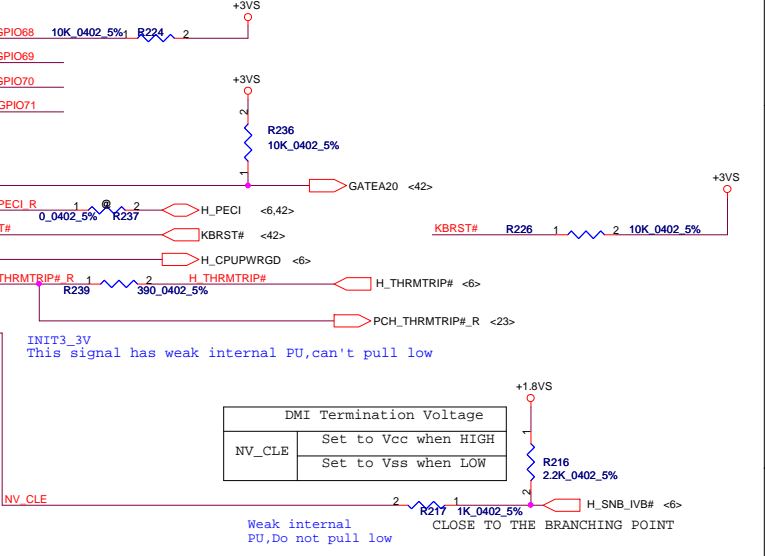 +3VS
GPIO68 10K_0402_5% 1 R224 2
GPIO69
GPIO70
GPIO71
+3VS
2
R236
10K_0402_5%
1
GATEA20 <42>
PECI_R 1 @ 2 H_PECI <6,42>
0_0402_5% R237
T# KBRST# <42>
H_CPUPWRGD <6>
+3VS
KBRST# R226 1 2 10K_0402_5%
THRMTRIP#_R 1 2 H_THRMTRIP# H_THRMTRIP# <6>
R239 390_0402_5%
PCH_THRMTRIP#_R <23>
INIT3_3V
This signal has weak internal PU,can't pull low
DMI Termination Voltage
NV_CLE
Set to Vcc when HIGH
Set to Vss when LOW
+1.8VS
1
R216
2.2K_0402_5%
2
NV_CLE 2 R217 1 1K_0402_5% H_SNB_IVB# <6>
Weak internal
PU,Do not pull low
CLOSE TO THE BRANCHING POINT